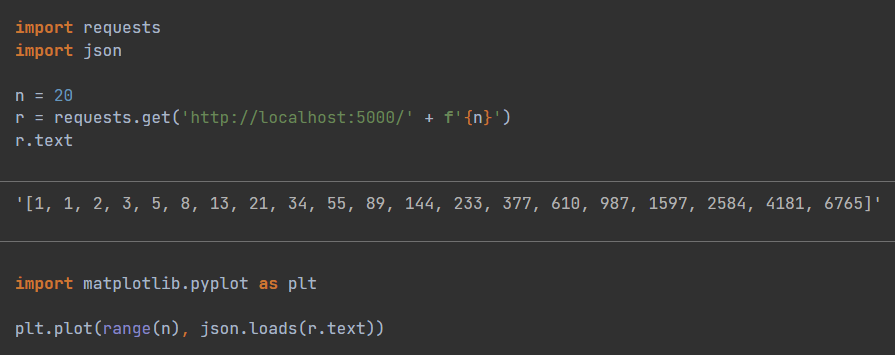 import requests
import json
n = 20
r = requests.get('http://localhost:5000/' + f'{n}')
r.text
'[1, 1, 2, 3, 5, 8, 13, 21, 34, 55, 89, 144, 233, 377, 610, 987, 1597, 2584, 4181, 6765]'
import matplotlib.pyplot as plt
plt.plot(range(n), json.loads(r.text))